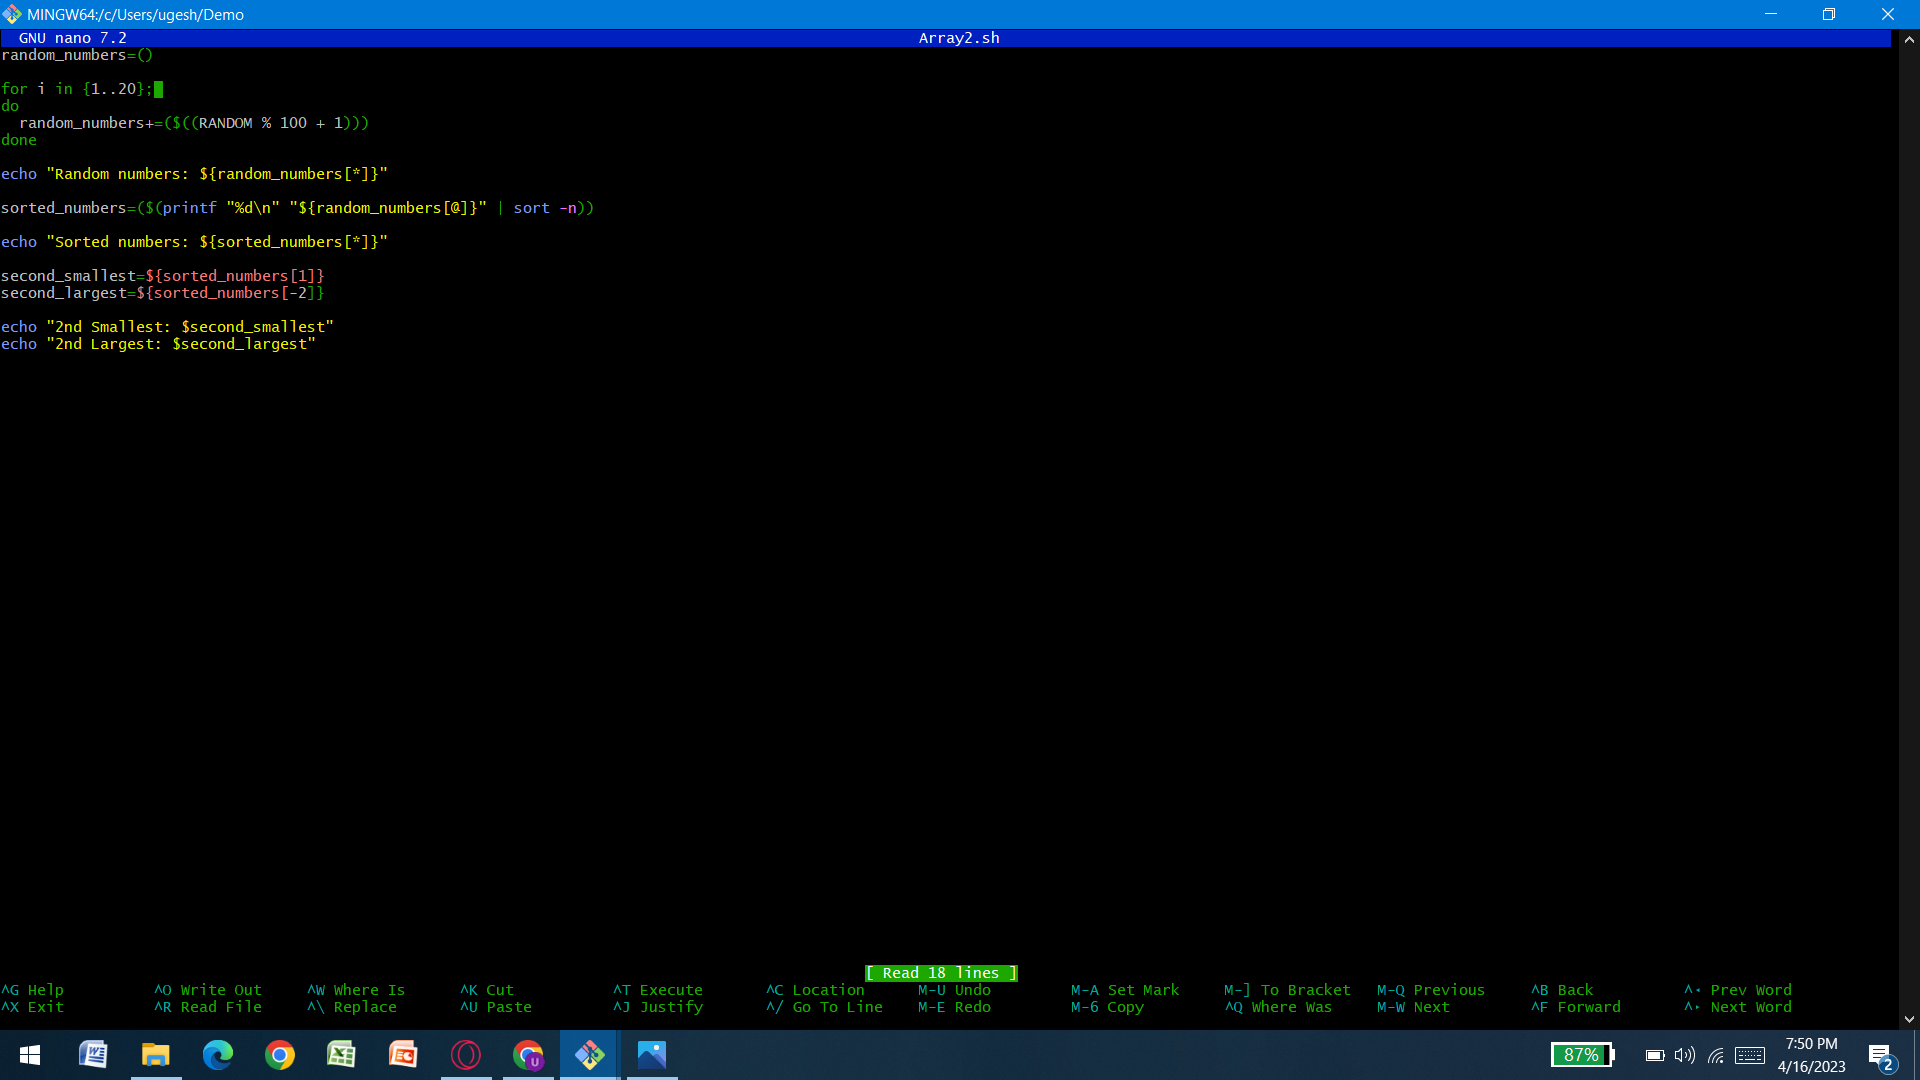 MINGW64:/c/Users/ugesh/Demo
GNU nano 7.2 Array2.sh
random_numbers=()
for i in {1..20};
do
  random_numbers+=($((RANDOM % 100 + 1)))
done
echo "Random numbers: ${random_numbers[*]}"
sorted_numbers=($(printf "%d\n" "${random_numbers[@]}" | sort -n))
echo "Sorted numbers: ${sorted_numbers[*]}"
second_smallest=${sorted_numbers[1]}
second_largest=${sorted_numbers[-2]}
echo "2nd Smallest: $second_smallest"
echo "2nd Largest: $second_largest"
[ Read 18 lines ]
^G Help ^O Write Out ^W Where Is ^K Cut ^T Execute ^C Location M-U Undo M-A Set Mark M-] To Bracket M-Q Previous ^B Back ^◂ Prev Word
^X Exit ^R Read File ^\ Replace ^U Paste ^J Justify ^/ Go To Line M-E Redo M-6 Copy ^Q Where Was M-W Next ^F Forward ^▸ Next Word
87%
7:50 PM
4/16/2023
2